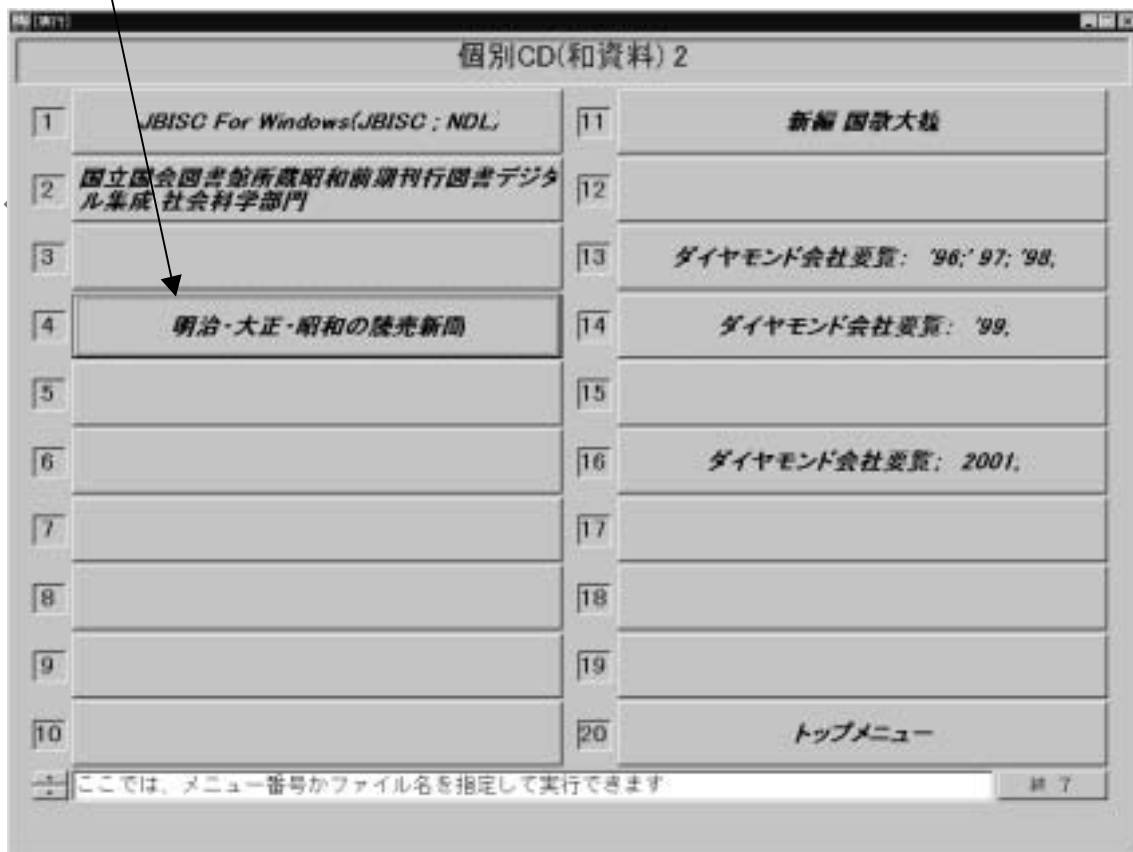 [実行]
個別CD(和資料) 2
1 JBISC For Windows(JBISC ; NDL)
2 国立国会図書館所蔵昭和前期刊行図書デジタ
ル集成 社会科学部門
3
4 明治・大正・昭和の読売新聞
5
6
7
8
9
10
11 新編 国歌大観
12
13 ダイヤモンド会社要覧: '96;' 97; '98;
14 ダイヤモンド会社要覧: '99.
15
16 ダイヤモンド会社要覧; 2001,
17
18
19
20 トップメニュー
ここでは、メニュー番号かファイル名を指定して実行できます
終 了